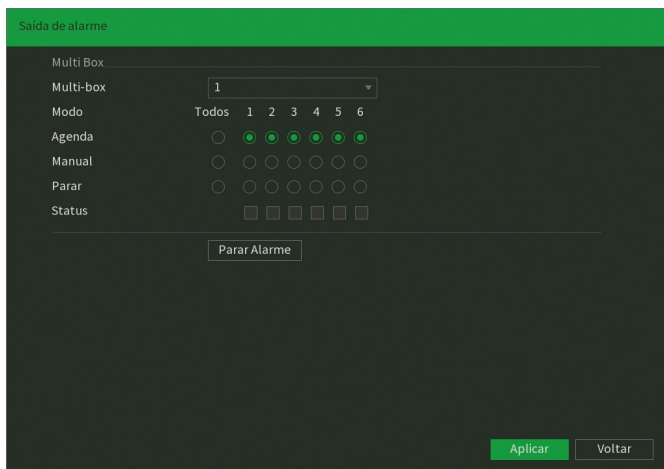 Saída de alarme
Multi Box
Multi-box 1
Modo Todos 1 2 3 4 5 6
Agenda
Manual
Parar
Status
Parar Alarme
Aplicar Voltar